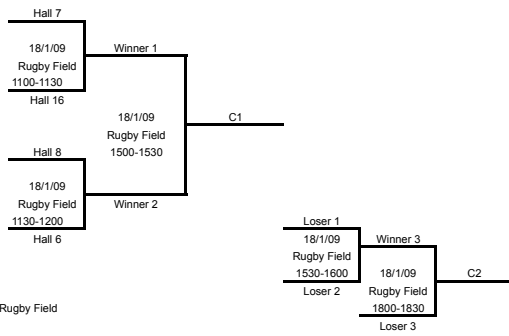 Hall 7
18/1/09
Rugby Field
1100-1130
Hall 16
Winner 1
18/1/09
Rugby Field
1500-1530
C1
Hall 8
18/1/09
Rugby Field
1130-1200
Hall 6
Winner 2
Loser 1
18/1/09
Rugby Field
1530-1600
Loser 2
Winner 3
18/1/09
Rugby Field
1800-1830
Loser 3
C2
Rugby Field